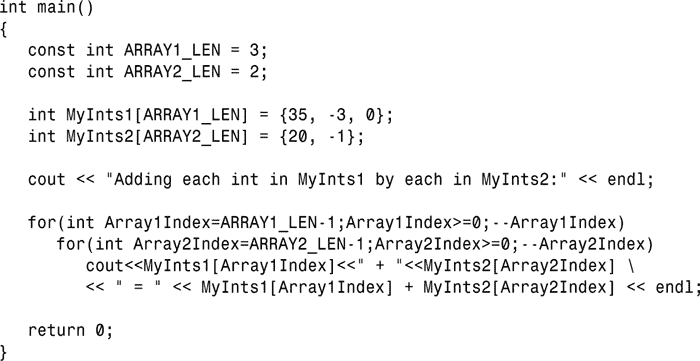 int main()
{
   const int ARRAY1_LEN = 3;
   const int ARRAY2_LEN = 2;

   int MyInts1[ARRAY1_LEN] = {35, -3, 0};
   int MyInts2[ARRAY2_LEN] = {20, -1};

   cout << "Adding each int in MyInts1 by each in MyInts2:" << endl;

   for(int Array1Index=ARRAY1_LEN-1;Array1Index>=0;--Array1Index)
      for(int Array2Index=ARRAY2_LEN-1;Array2Index>=0;--Array2Index)
         cout<<MyInts1[Array1Index]<<" + "<<MyInts2[Array2Index] \
         << " = " << MyInts1[Array1Index] + MyInts2[Array2Index] << endl;

   return 0;
}